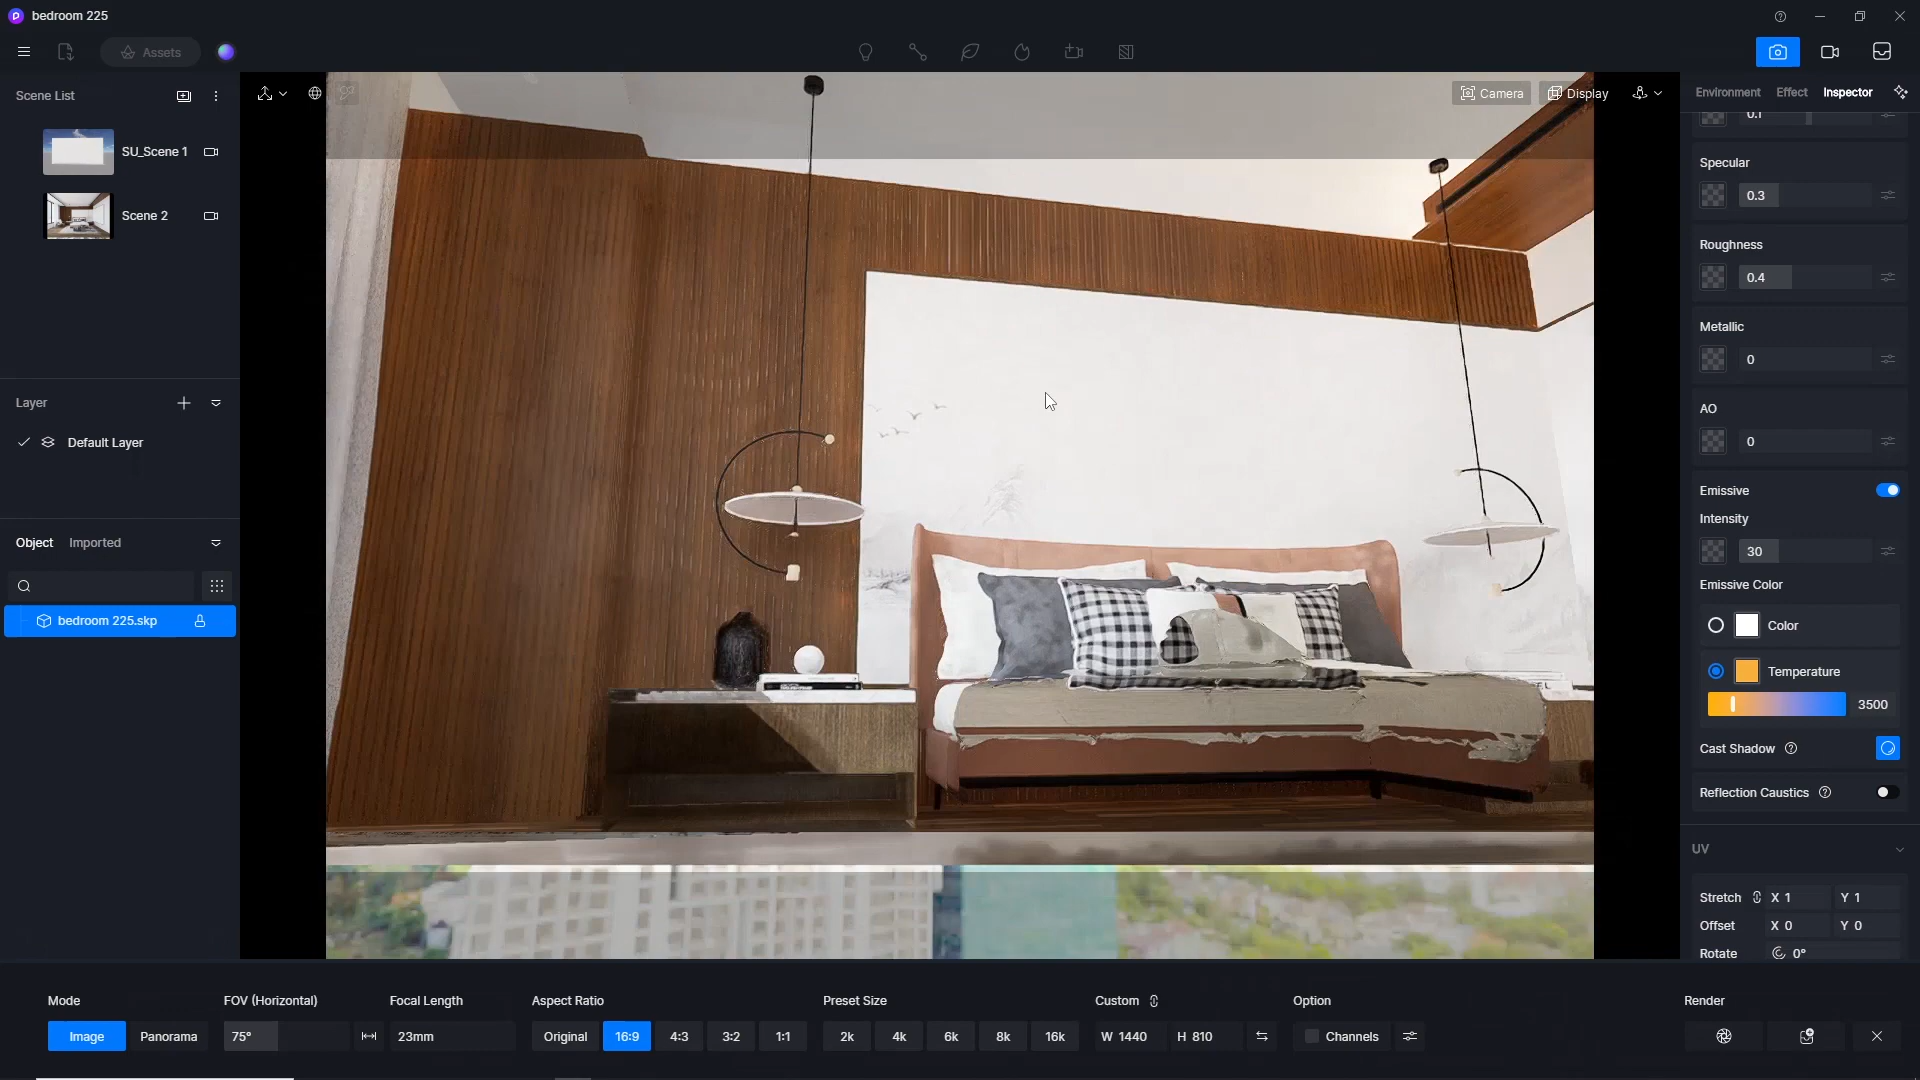 bedroom 225
Assets
Scene List
SU_Scene 1
Scene 2
Layer
Default Layer
Object Imported
bedroom 225.skp
Camera Display
Environment Effect Inspector
0.1
Specular
0.3
Roughness
0.4
Metallic
0
AO
0
Emissive
Intensity
30
Emissive Color
Color
Temperature
3500
Cast Shadow
Reflection Caustics
UV
Stretch X 1 Y 1
Offset X 0 Y 0
Rotate 0°
Mode FOV (Horizontal) Focal Length Aspect Ratio Preset Size Custom Option Render
Image Panorama 75° 23mm Original 16:9 4:3 3:2 1:1 2k 4k 6k 8k 16k W 1440 H 810 Channels